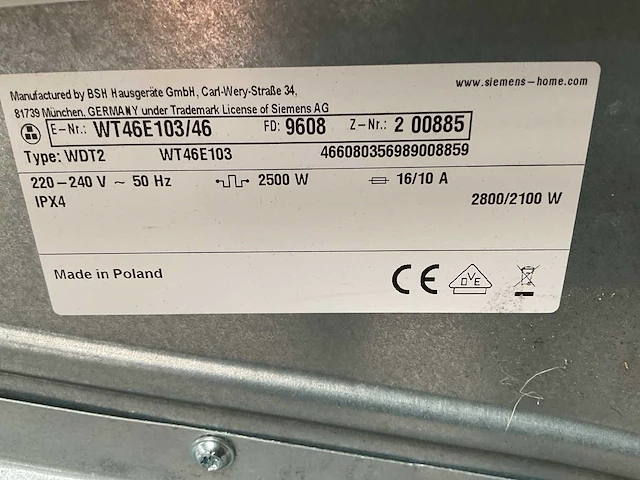 Manufactured by BSH Hausgeräte GmbH, Carl-Wery-Straße 34, www.siemens-home.com
81739 München, GERMANY under Trademark License of Siemens AG
E-Nr.: WT46E103/46 FD: 9608 Z-Nr.: 2 00885
Type: WDT2 WT46E103 466080356989008859
220-240 V ~ 50 Hz 2500 W 16/10 A
IPX4 2800/2100 W
Made in Poland CE DVE